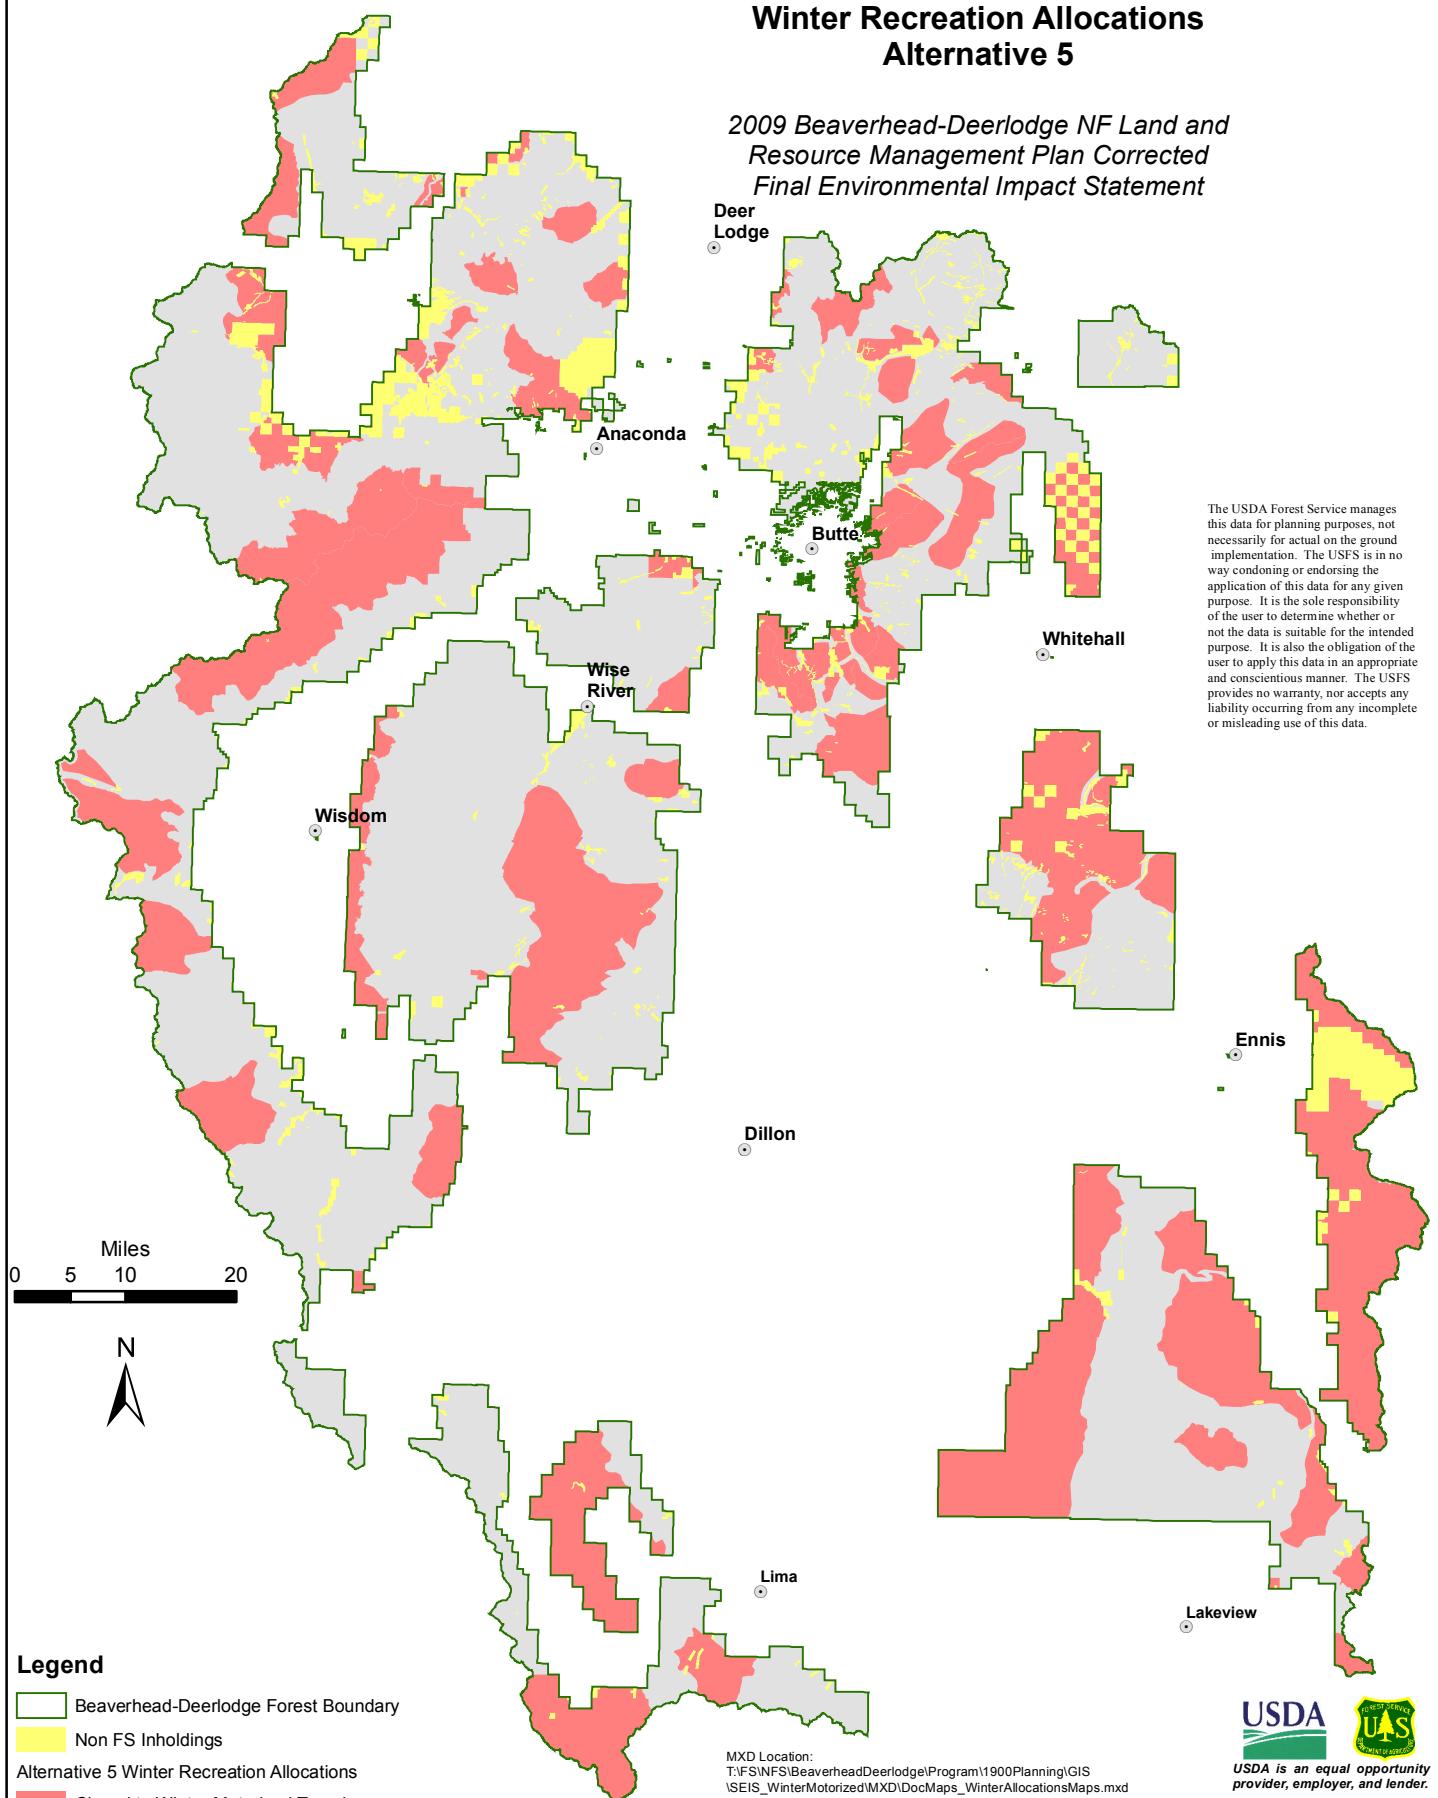 Winter Recreation Allocations
Alternative 5
2009 Beaverhead-Deerlodge NF Land and
Resource Management Plan Corrected
Final Environmental Impact Statement
Deer
Lodge
Anaconda
Butte
The USDA Forest Service manages
this data for planning purposes, not
necessarily for actual on the ground
implementation. The USFS is in no
way condoning or endorsing the
application of this data for any given
purpose. It is the sole responsibility
of the user to determine whether or
not the data is suitable for the intended
purpose. It is also the obligation of the
user to apply this data in an appropriate
and conscientious manner. The USFS
provides no warranty, nor accepts any
liability occurring from any incomplete
or misleading use of this data.
Whitehall
Wise
River
Wisdom
Ennis
Dillon
Miles
0 5 10 20
N
Lima
Lakeview
Legend
Beaverhead-Deerlodge Forest Boundary
Non FS Inholdings
Alternative 5 Winter Recreation Allocations
MXD Location:
T:\FS\NFS\BeaverheadDeerlodge\Program\1900Planning\GIS
\SEIS_WinterMotorized\MXD\DocMaps_WinterAllocationsMaps.mxd
USDA
FOREST SERVICE
UAS
DEPARTMENT OF AGRICULTURE
USDA is an equal opportunity
provider, employer, and lender.